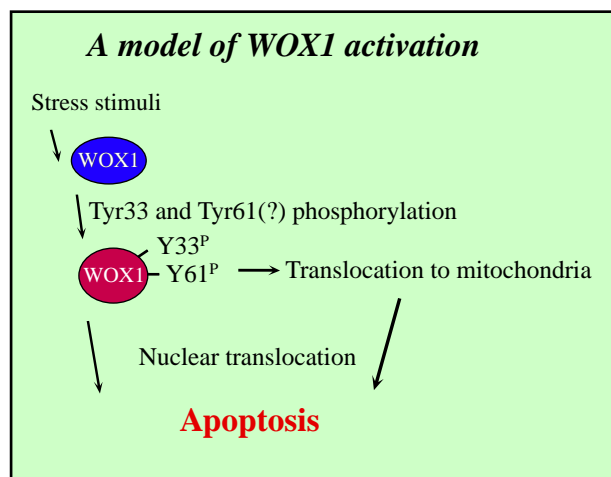 A model of WOX1 activation
Stress stimuli
WOX1
Tyr33 and Tyr61(?) phosphorylation
Y33ᴾ
WOX1 Y61ᴾ Translocation to mitochondria
Nuclear translocation
Apoptosis